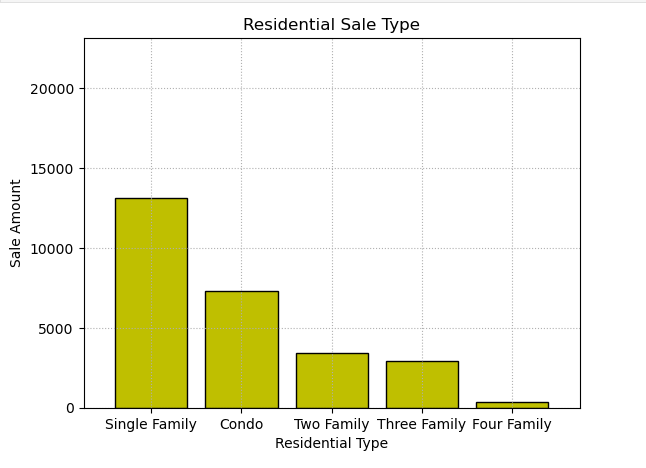 Residential Sale Type
20000
15000
10000
5000
0
Sale Amount
Single Family Condo Two Family Three Family Four Family
Residential Type